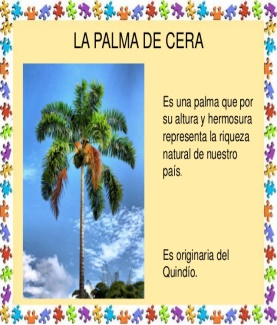 LA PALMA DE CERA
Es una palma que por
su altura y hermosura
representa la riqueza
natural de nuestro
país.
Es originaria del
Quindío.